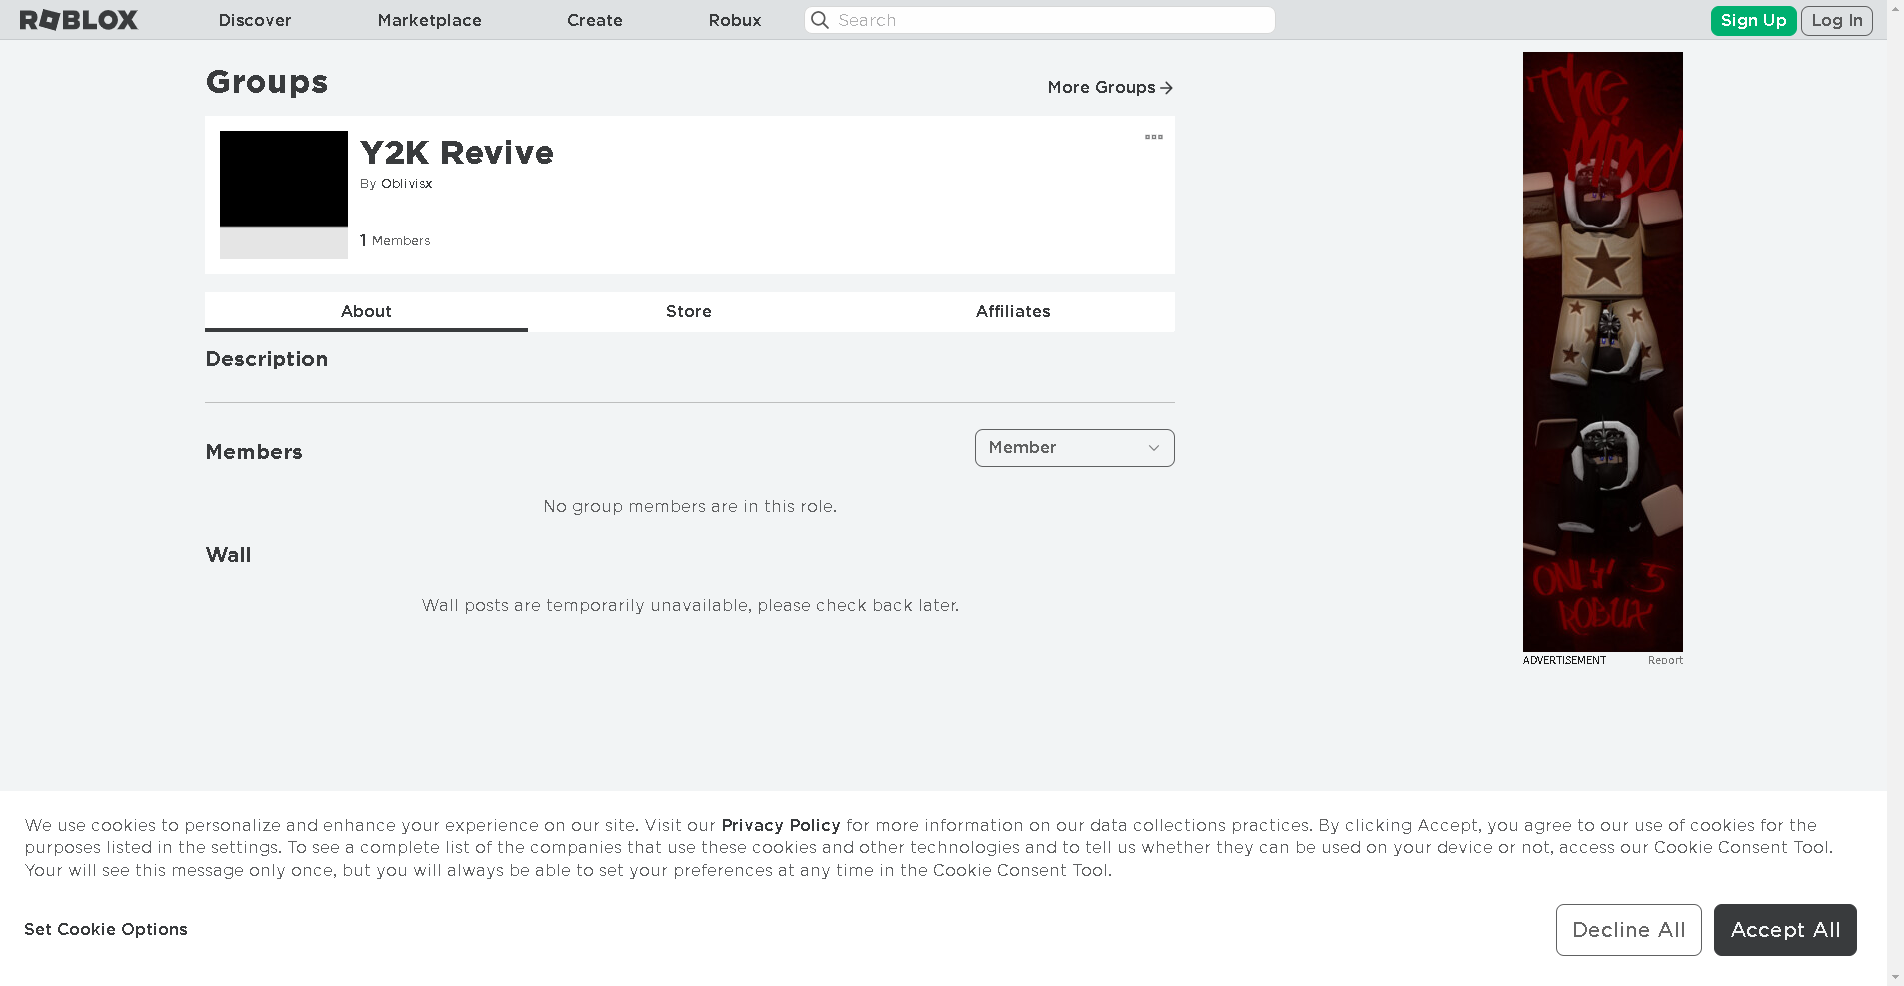 ROBLOX Discover Marketplace Create Robux Search Sign Up Log In
Groups
More Groups
Y2K Revive
By Oblivisx
1 Members
About Store Affiliates
Description
Members
Member
No group members are in this role.
Wall
Wall posts are temporarily unavailable, please check back later.
The
Mind
ONLY 5
ROBUX
ADVERTISEMENT Report
We use cookies to personalize and enhance your experience on our site. Visit our Privacy Policy for more information on our data collections practices. By clicking Accept, you agree to our use of cookies for the
purposes listed in the settings. To see a complete list of the companies that use these cookies and other technologies and to tell us whether they can be used on your device or not, access our Cookie Consent Tool.
Your will see this message only once, but you will always be able to set your preferences at any time in the Cookie Consent Tool.
Set Cookie Options
Decline All
Accept All